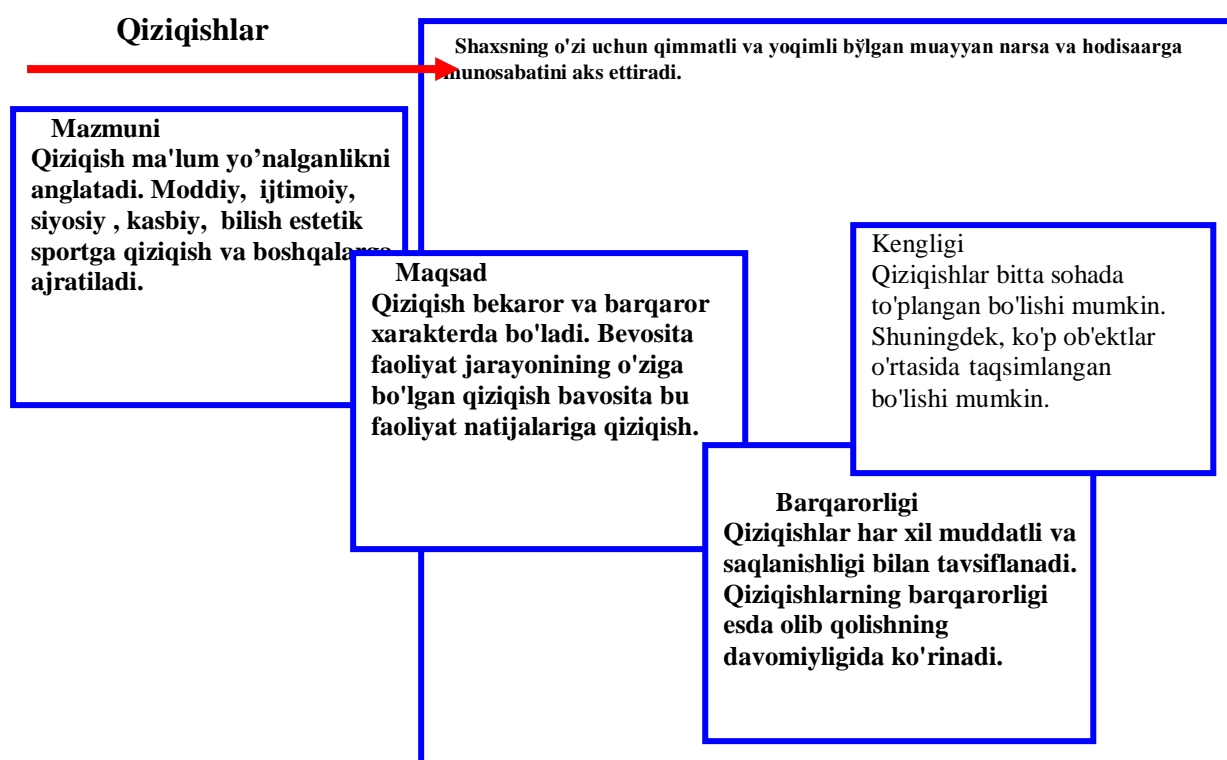 Qiziqishlar
Shaxsning o'zi uchun qimmatli va yoqimli bўlgan muayyan narsa va hodisaarga
munosabatini aks ettiradi.
Mazmuni
Qiziqish ma'lum yo’nalganlikni
anglatadi. Moddiy, ijtimoiy,
siyosiy , kasbiy, bilish estetik
sportga qiziqish va boshqalarga
ajratiladi.
Maqsad
Qiziqish bekaror va barqaror
xarakterda bo'ladi. Bevosita
faoliyat jarayonining o'ziga
bo'lgan qiziqish bavosita bu
faoliyat natijalariga qiziqish.
Kengligi
Qiziqishlar bitta sohada
to'plangan bo'lishi mumkin.
Shuningdek, ko'p ob'ektlar
o'rtasida taqsimlangan
bo'lishi mumkin.
Barqarorligi
Qiziqishlar har xil muddatli va
saqlanishligi bilan tavsiflanadi.
Qiziqishlarning barqarorligi
esda olib qolishning
davomiyligida ko'rinadi.